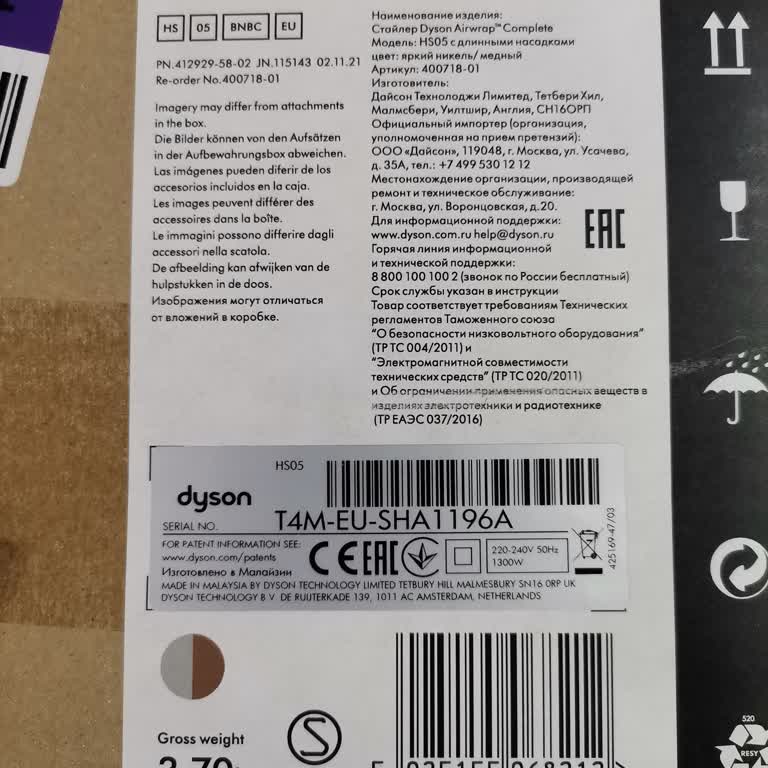 HS 05 BNBC EU
PN.412929-58-02 JN.115143 02.11.21
Re-order No.400718-01
Imagery may differ from attachments
in the box.
Die Bilder können von den Aufsätzen
in der Aufbewahrungsbox abweichen.
Las imágenes pueden diferir de los
accesorios incluidos en la caja.
Les images peuvent différer des
accessoires dans la boîte.
Le immagini possono differire dagli
accessori nella scatola.
De afbeelding kan afwijken van de
hulpstukken in de doos.
Изображения могут отличаться
от вложений в коробке.
Наименование изделия:
Стайлер Dyson Airwrap™ Complete
Модель: HS05 с длинными насадками
цвет: яркий никель/ медный
Артикул: 400718-01
Изготовитель:
Дайсон Технолоджи Лимитед, Тетбери Хил,
Малмсбери, Уилтшир, Англия, СН16ОРП
Официальный импортер (организация,
уполномоченная на прием претензий):
ООО «Дайсон», 119048, г. Москва, ул. Усачева,
д. 35А, тел.: +7 499 530 12 12
Местонахождение организации, производящей
ремонт и техническое обслуживание:
г. Москва, ул. Воронцовская, д.20.
Для информационной поддержки:
www.dyson.com.ru help@dyson.ru
Горячая линия информационной
и технической поддержки:
8 800 100 100 2 (звонок по России бесплатный)
Срок службы указан в инструкции
Товар соответствует требованиям Технических
регламентов Таможенного союза
"О безопасности низковольтного оборудования"
(ТР ТС 004/2011) и
"Электромагнитной совместимости
технических средств" (ТР ТС 020/2011)
и Об ограничении применения опасных веществ в
изделиях электротехники и радиотехнике
(ТР ЕАЭС 037/2016)
EAC
HS05
dyson
SERIAL NO. T4M-EU-SHA1196A
FOR PATENT INFORMATION SEE:
www.dyson.com/patents
Изготовлено в Малайзии
CE EAC
220-240V 50Hz
1300W
425169-47/03
MADE IN MALAYSIA BY DYSON TECHNOLOGY LIMITED TETBURY HILL MALMESBURY SN16 0RP UK
DYSON TECHNOLOGY B V DE RUIJTERKADE 139, 1011 AC AMSTERDAM, NETHERLANDS
Gross weight
S
520
RESY